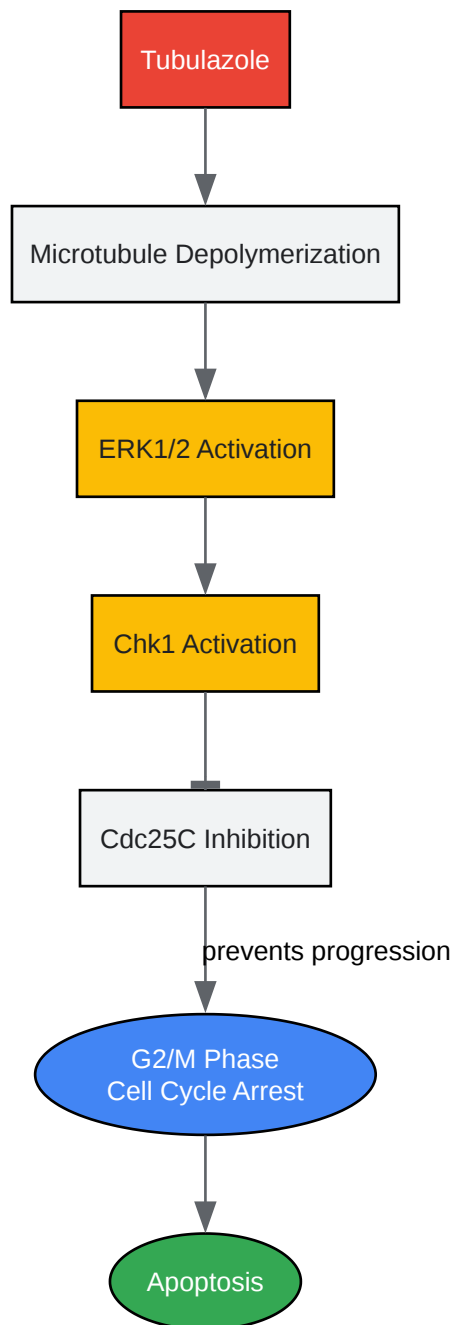 Tubulazole
Microtubule Depolymerization
ERK1/2 Activation
Chk1 Activation
Cdc25C Inhibition
prevents progression
G2/M Phase
Cell Cycle Arrest
Apoptosis